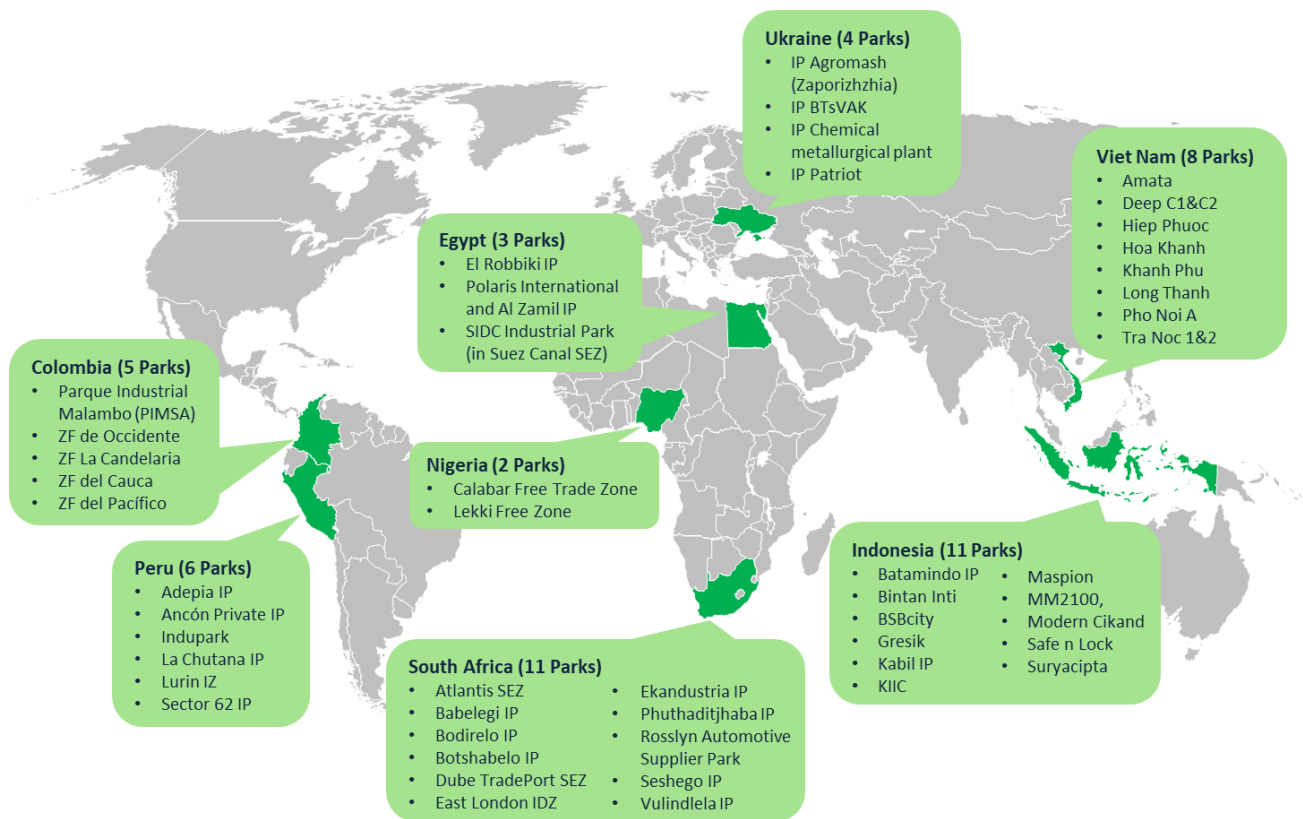 Ukraine (4 Parks)
• IP Agromash
(Zaporizhzhia)
• IP BTsVAK
• IP Chemical
metallurgical plant
• IP Patriot
Viet Nam (8 Parks)
• Amata
• Deep C1&C2
• Hiep Phuoc
• Hoa Khanh
• Khanh Phu
• Long Thanh
• Pho Noi A
• Tra Noc 1&2
Egypt (3 Parks)
• El Robbiki IP
• Polaris International
and Al Zamil IP
• SIDC Industrial Park
(in Suez Canal SEZ)
Colombia (5 Parks)
• Parque Industrial
Malambo (PIMSA)
• ZF de Occidente
• ZF La Candelaria
• ZF del Cauca
• ZF del Pacífico
Nigeria (2 Parks)
• Calabar Free Trade Zone
• Lekki Free Zone
Peru (6 Parks)
• Adepia IP
• Ancón Private IP
• Indupark
• La Chutana IP
• Lurin IZ
• Sector 62 IP
South Africa (11 Parks)
• Atlantis SEZ
• Babelegi IP
• Bodirelo IP
• Botshabelo IP
• Dube TradePort SEZ
• East London IDZ
• Ekandustria IP
• Phuthaditjhaba IP
• Rosslyn Automotive
Supplier Park
• Seshego IP
• Vulindlela IP
Indonesia (11 Parks)
• Batamindo IP
• Bintan Inti
• BSBcity
• Gresik
• Kabil IP
• KIIC
• Maspion
• MM2100,
• Modern Cikand
• Safe n Lock
• Suryacipta